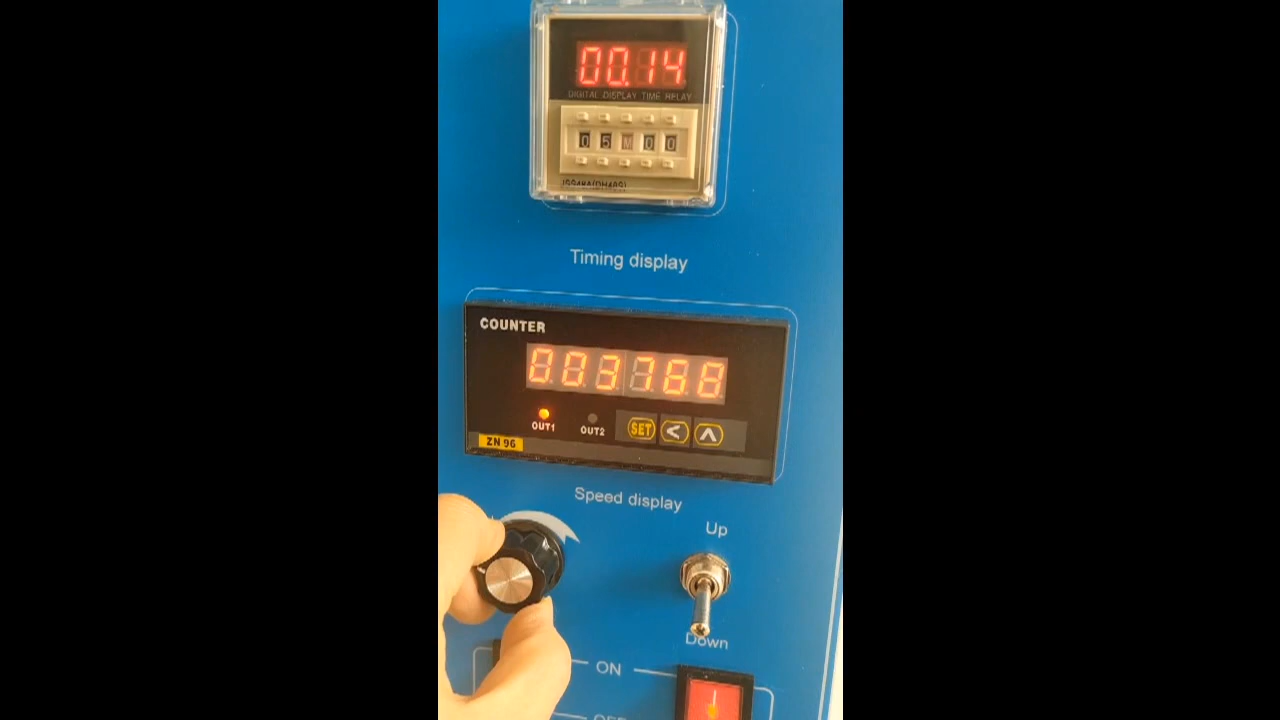 00.14
DIGITAL DISPLAY TIME RELAY
0 5 M 0 0
Timing display
COUNTER
003788
OUT1 OUT2 SET < ∧
ZN 96
Speed display
Up
Down
ON